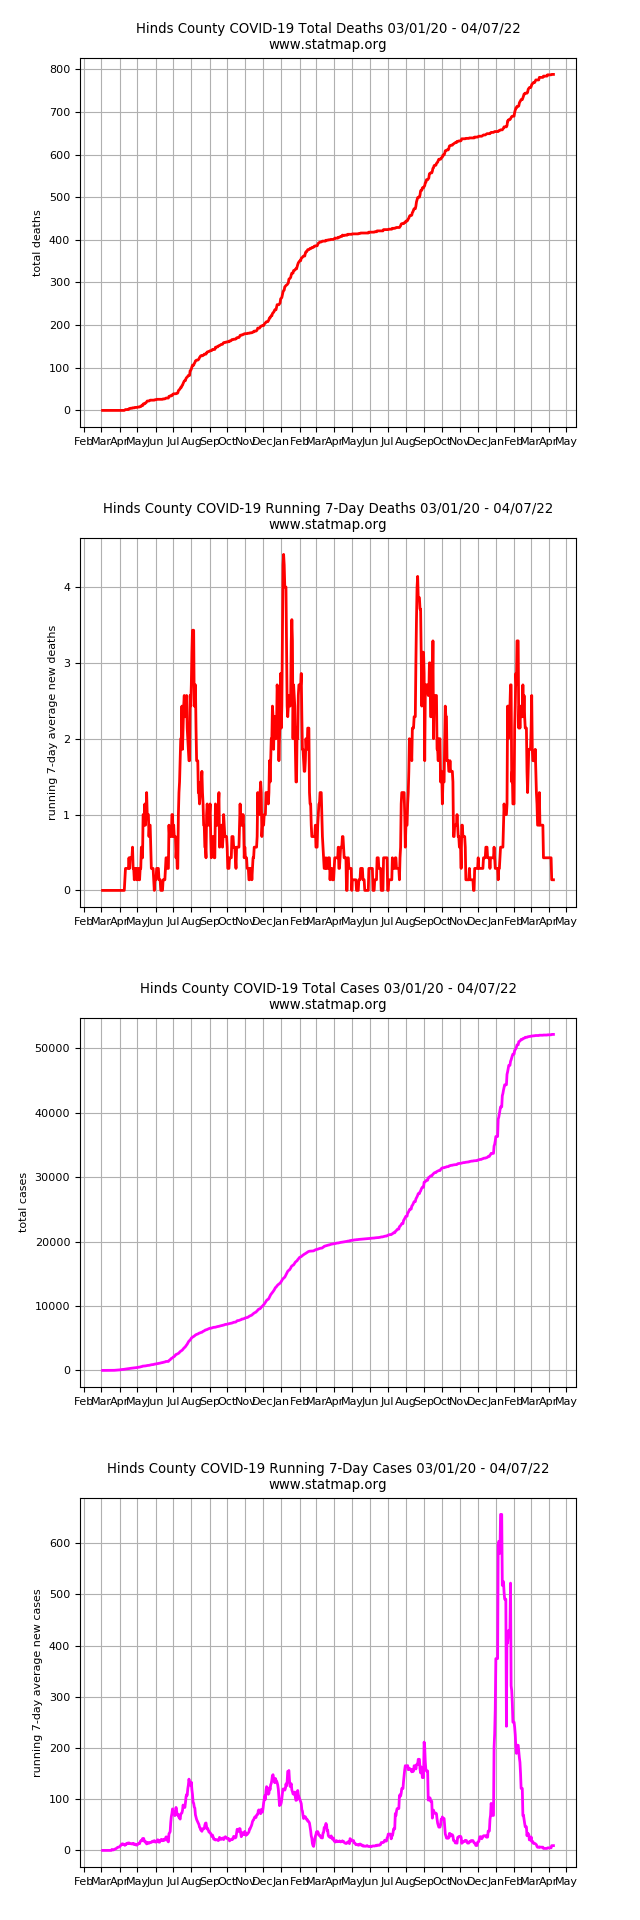 Hinds County COVID-19 Total Deaths 03/01/20 - 04/07/22
www.statmap.org
800
700
600
500
400
300
200
100
0
total deaths
Feb Mar Apr May Jun Jul Aug Sep Oct Nov Dec Jan Feb Mar Apr May Jun Jul Aug Sep Oct Nov Dec Jan Feb Mar Apr May
Hinds County COVID-19 Running 7-Day Deaths 03/01/20 - 04/07/22
www.statmap.org
4
3
2
1
0
running 7-day average new deaths
Feb Mar Apr May Jun Jul Aug Sep Oct Nov Dec Jan Feb Mar Apr May Jun Jul Aug Sep Oct Nov Dec Jan Feb Mar Apr May
Hinds County COVID-19 Total Cases 03/01/20 - 04/07/22
www.statmap.org
50000
40000
30000
20000
10000
0
total cases
Feb Mar Apr May Jun Jul Aug Sep Oct Nov Dec Jan Feb Mar Apr May Jun Jul Aug Sep Oct Nov Dec Jan Feb Mar Apr May
Hinds County COVID-19 Running 7-Day Cases 03/01/20 - 04/07/22
www.statmap.org
600
500
400
300
200
100
0
running 7-day average new cases
Feb Mar Apr May Jun Jul Aug Sep Oct Nov Dec Jan Feb Mar Apr May Jun Jul Aug Sep Oct Nov Dec Jan Feb Mar Apr May